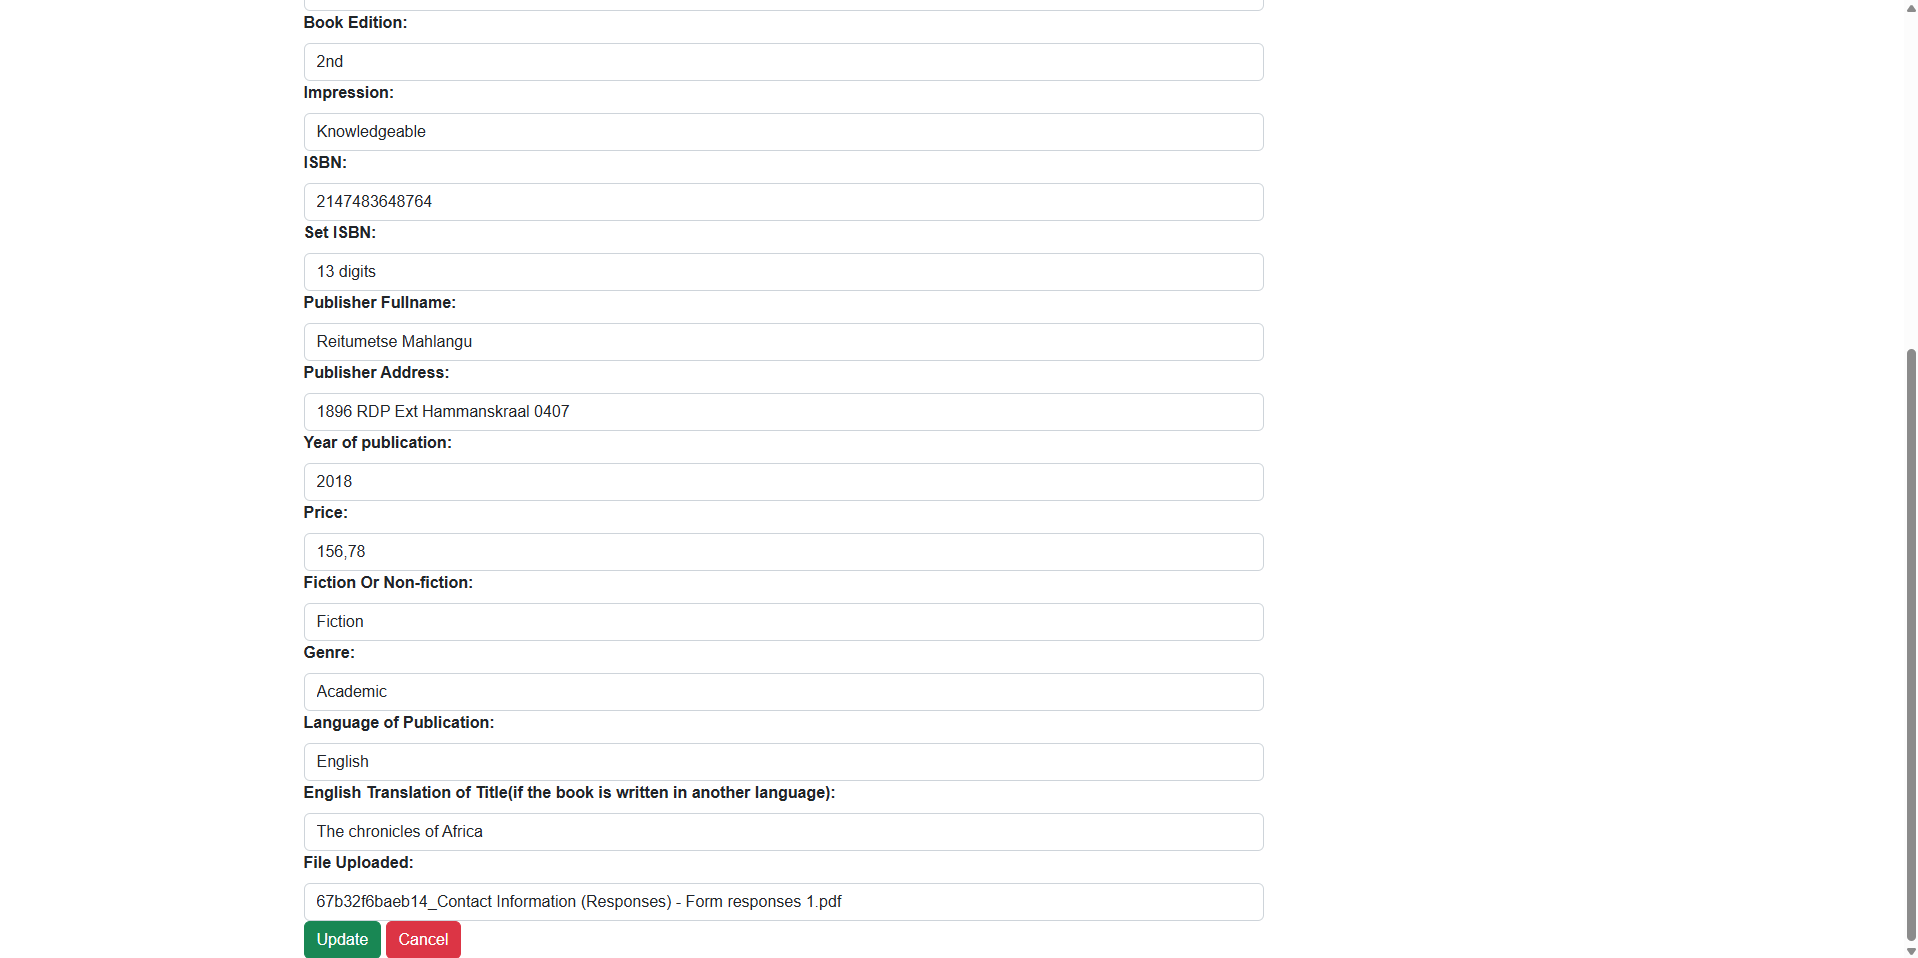 Book Edition:
2nd
Impression:
Knowledgeable
ISBN:
2147483648764
Set ISBN:
13 digits
Publisher Fullname:
Reitumetse Mahlangu
Publisher Address:
1896 RDP Ext Hammanskraal 0407
Year of publication:
2018
Price:
156,78
Fiction Or Non-fiction:
Fiction
Genre:
Academic
Language of Publication:
English
English Translation of Title(if the book is written in another language):
The chronicles of Africa
File Uploaded:
67b32f6baeb14_Contact Information (Responses) - Form responses 1.pdf
Update Cancel